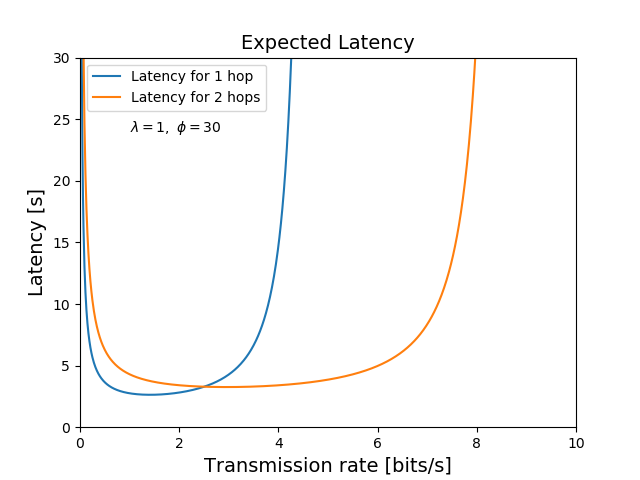 Expected Latency
Latency for 1 hop
Latency for 2 hops
λ = 1, ϕ = 30
Latency [s]
30
25
20
15
10
5
0
0 2 4 6 8 10
Transmission rate [bits/s]